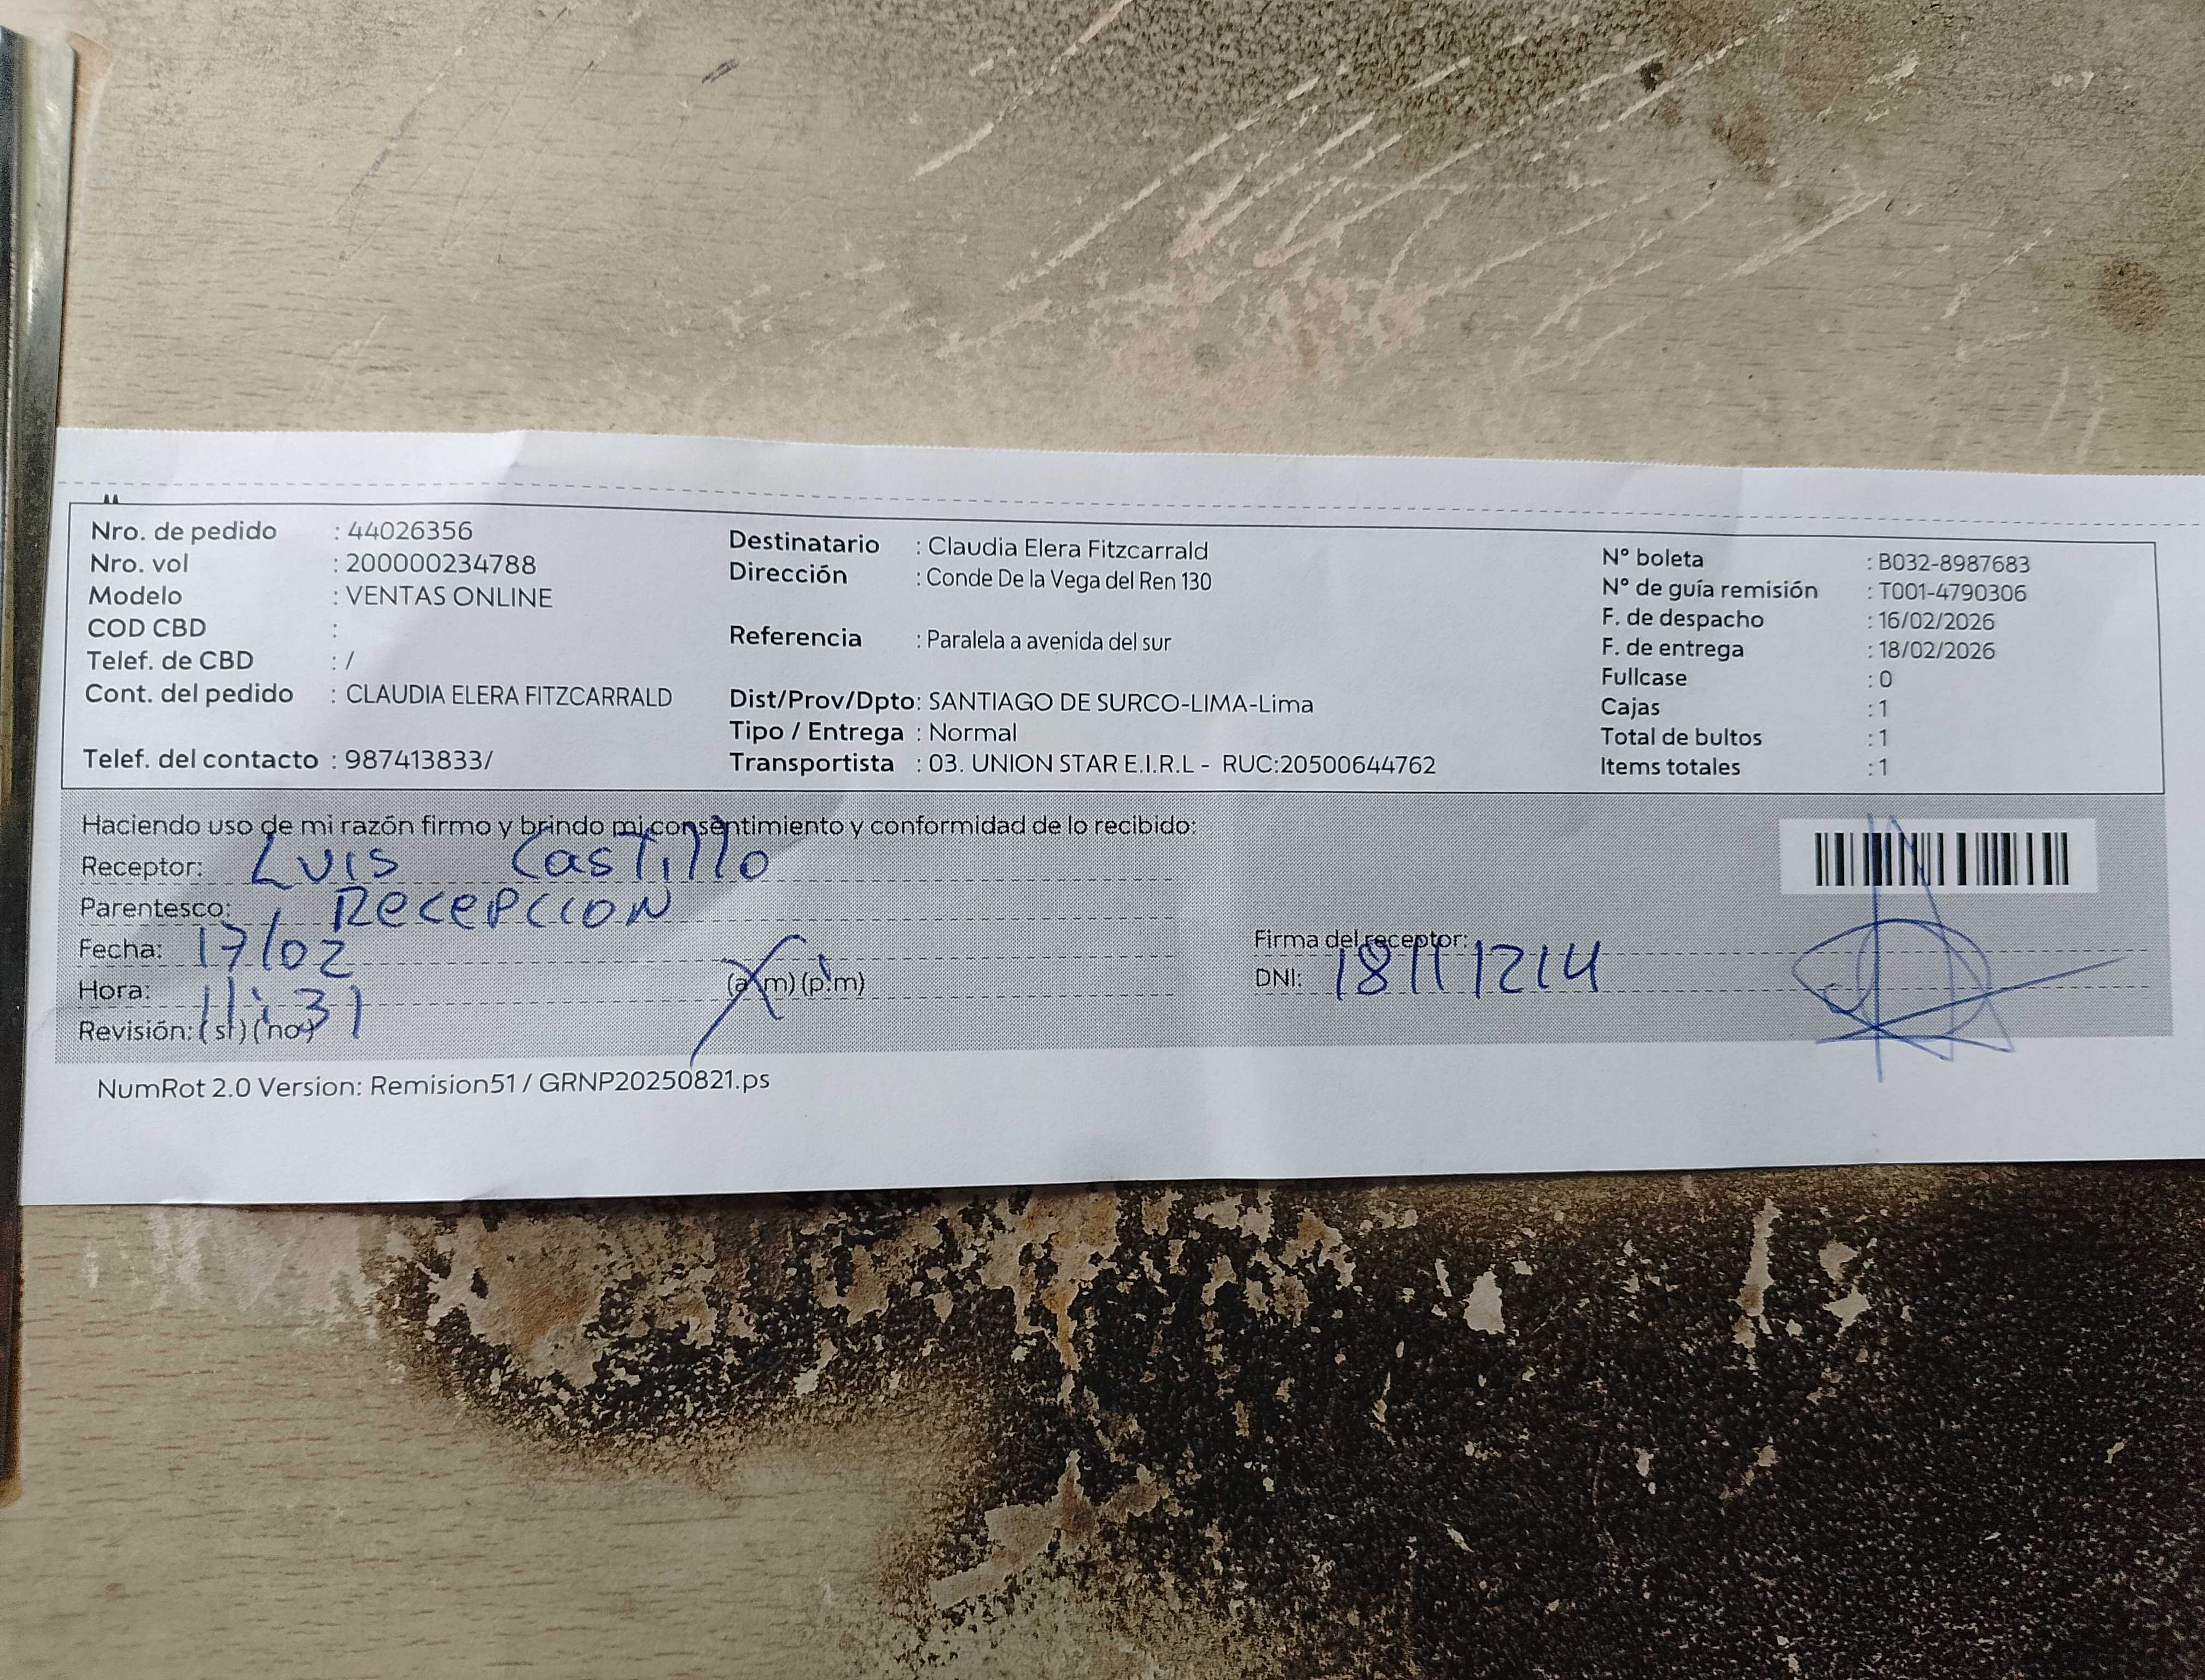 Nro. de pedido : 44026356
Nro. vol : 200000234788
Modelo : VENTAS ONLINE
COD CBD :
Telef. de CBD : /
Cont. del pedido : CLAUDIA ELERA FITZCARRALD
Telef. del contacto : 987413833/
Destinatario : Claudia Elera Fitzcarrald
Dirección : Conde De la Vega del Ren 130
Referencia : Paralela a avenida del sur
Dist/Prov/Dpto: SANTIAGO DE SURCO-LIMA-Lima
Tipo / Entrega : Normal
Transportista : 03. UNION STAR E.I.R.L - RUC:20500644762
N° boleta : B032-8987683
N° de guía remisión : T001-4790306
F. de despacho : 16/02/2026
F. de entrega : 18/02/2026
Fullcase : 0
Cajas : 1
Total de bultos : 1
Items totales : 1
Haciendo uso de mi razón firmo y brindo mi consentimiento y conformidad de lo recibido:
Receptor: Luis Castillo
Parentesco: Recepcion
Fecha: 17/02
Hora: 11:31 (a.m) (p.m)
Revisión: (si) (no)
Firma del receptor:
DNI: 18111214
NumRot 2.0 Version: Remision51 / GRNP20250821.ps